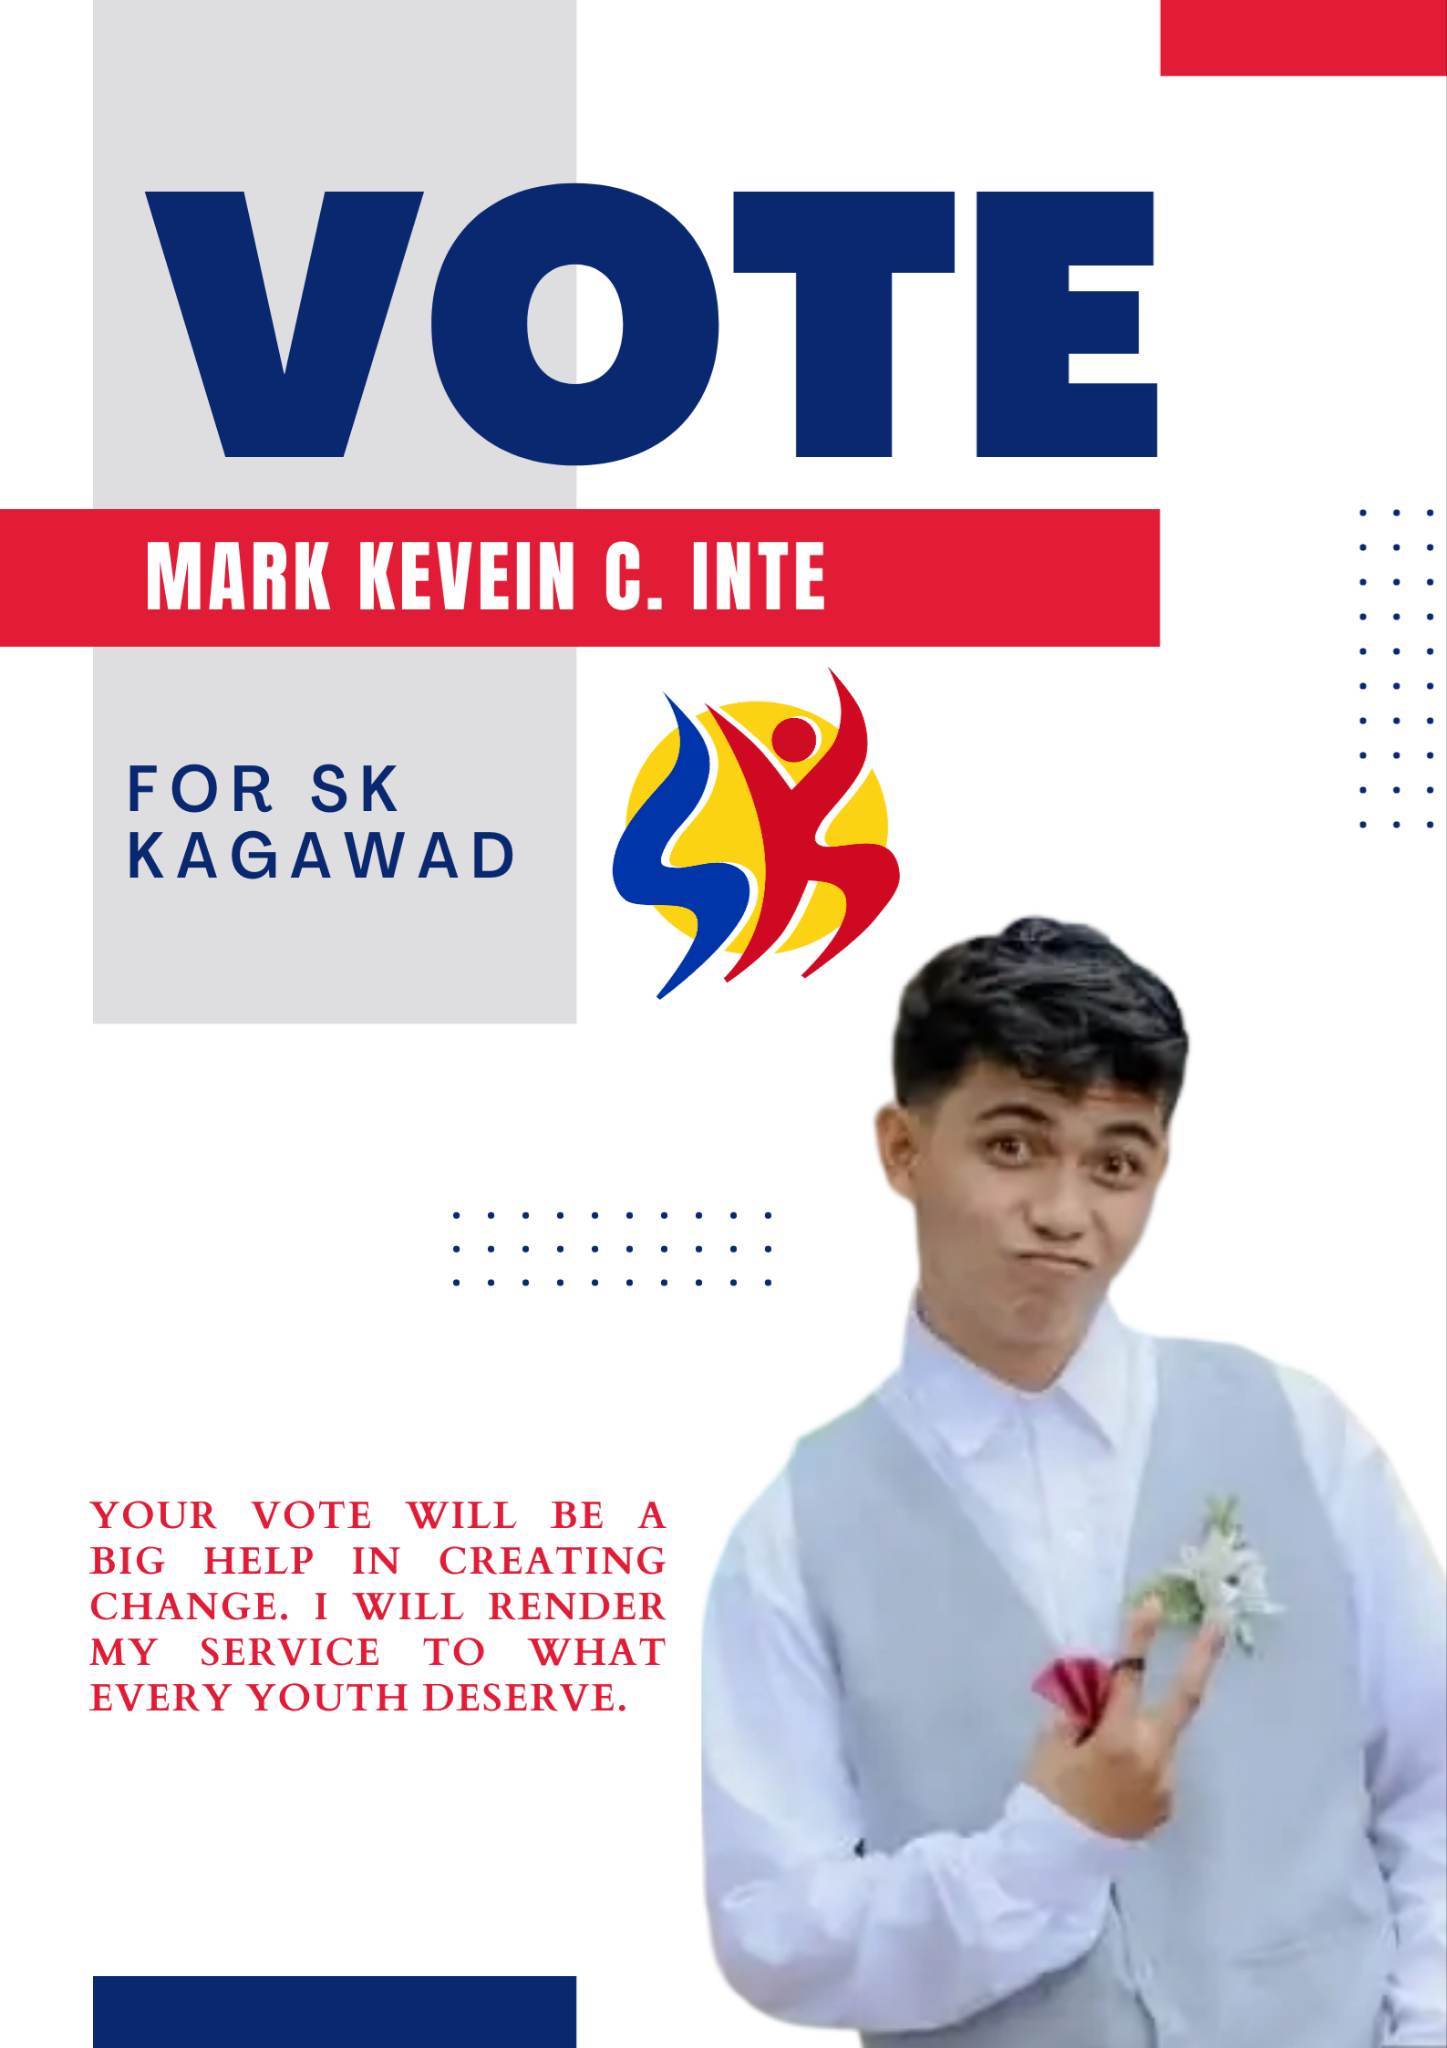 VOTE
MARK KEVEIN C. INTE
FOR SK
KAGAWAD
SK
YOUR VOTE WILL BE A
BIG HELP IN CREATING
CHANGE. I WILL RENDER
MY SERVICE TO WHAT
EVERY YOUTH DESERVE.